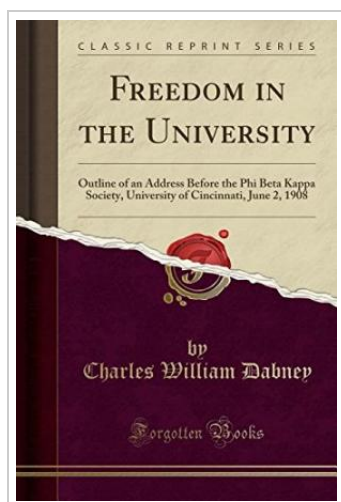 CLASSIC REPRINT SERIES
FREEDOM IN
THE UNIVERSITY
Outline of an Address Before the Phi Beta Kappa
Society, University of Cincinnati, June 2, 1908
by
Charles William Dabney
Forgotten Books